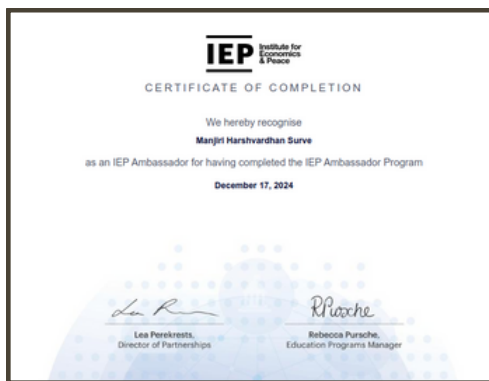 IEP Institute for
Economics
& Peace
CERTIFICATE OF COMPLETION
We hereby recognise
Manjiri Harshvardhan Surve
as an IEP Ambassador for having completed the IEP Ambassador Program
December 17, 2024
Lea Perekrests,
Director of Partnerships
Rebecca Pursche,
Education Programs Manager